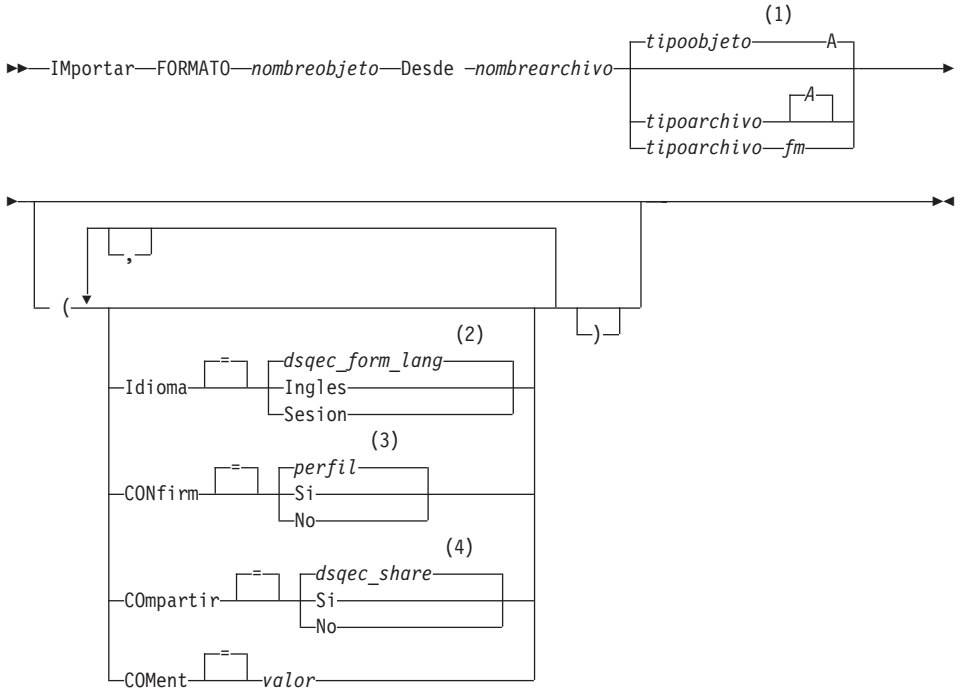 (1)
tipoobjeto A
IMportar FORMATO nombreobjeto Desde nombrearchivo
A
tipoarchivo
tipoarchivo fm
,
(
)
(2)
= dsqec_form_lang
Idioma Ingles
Sesion
(3)
= perfil
CONfirm Si
No
(4)
= dsqec_share
COmpartir Si
No
=
COMent valor